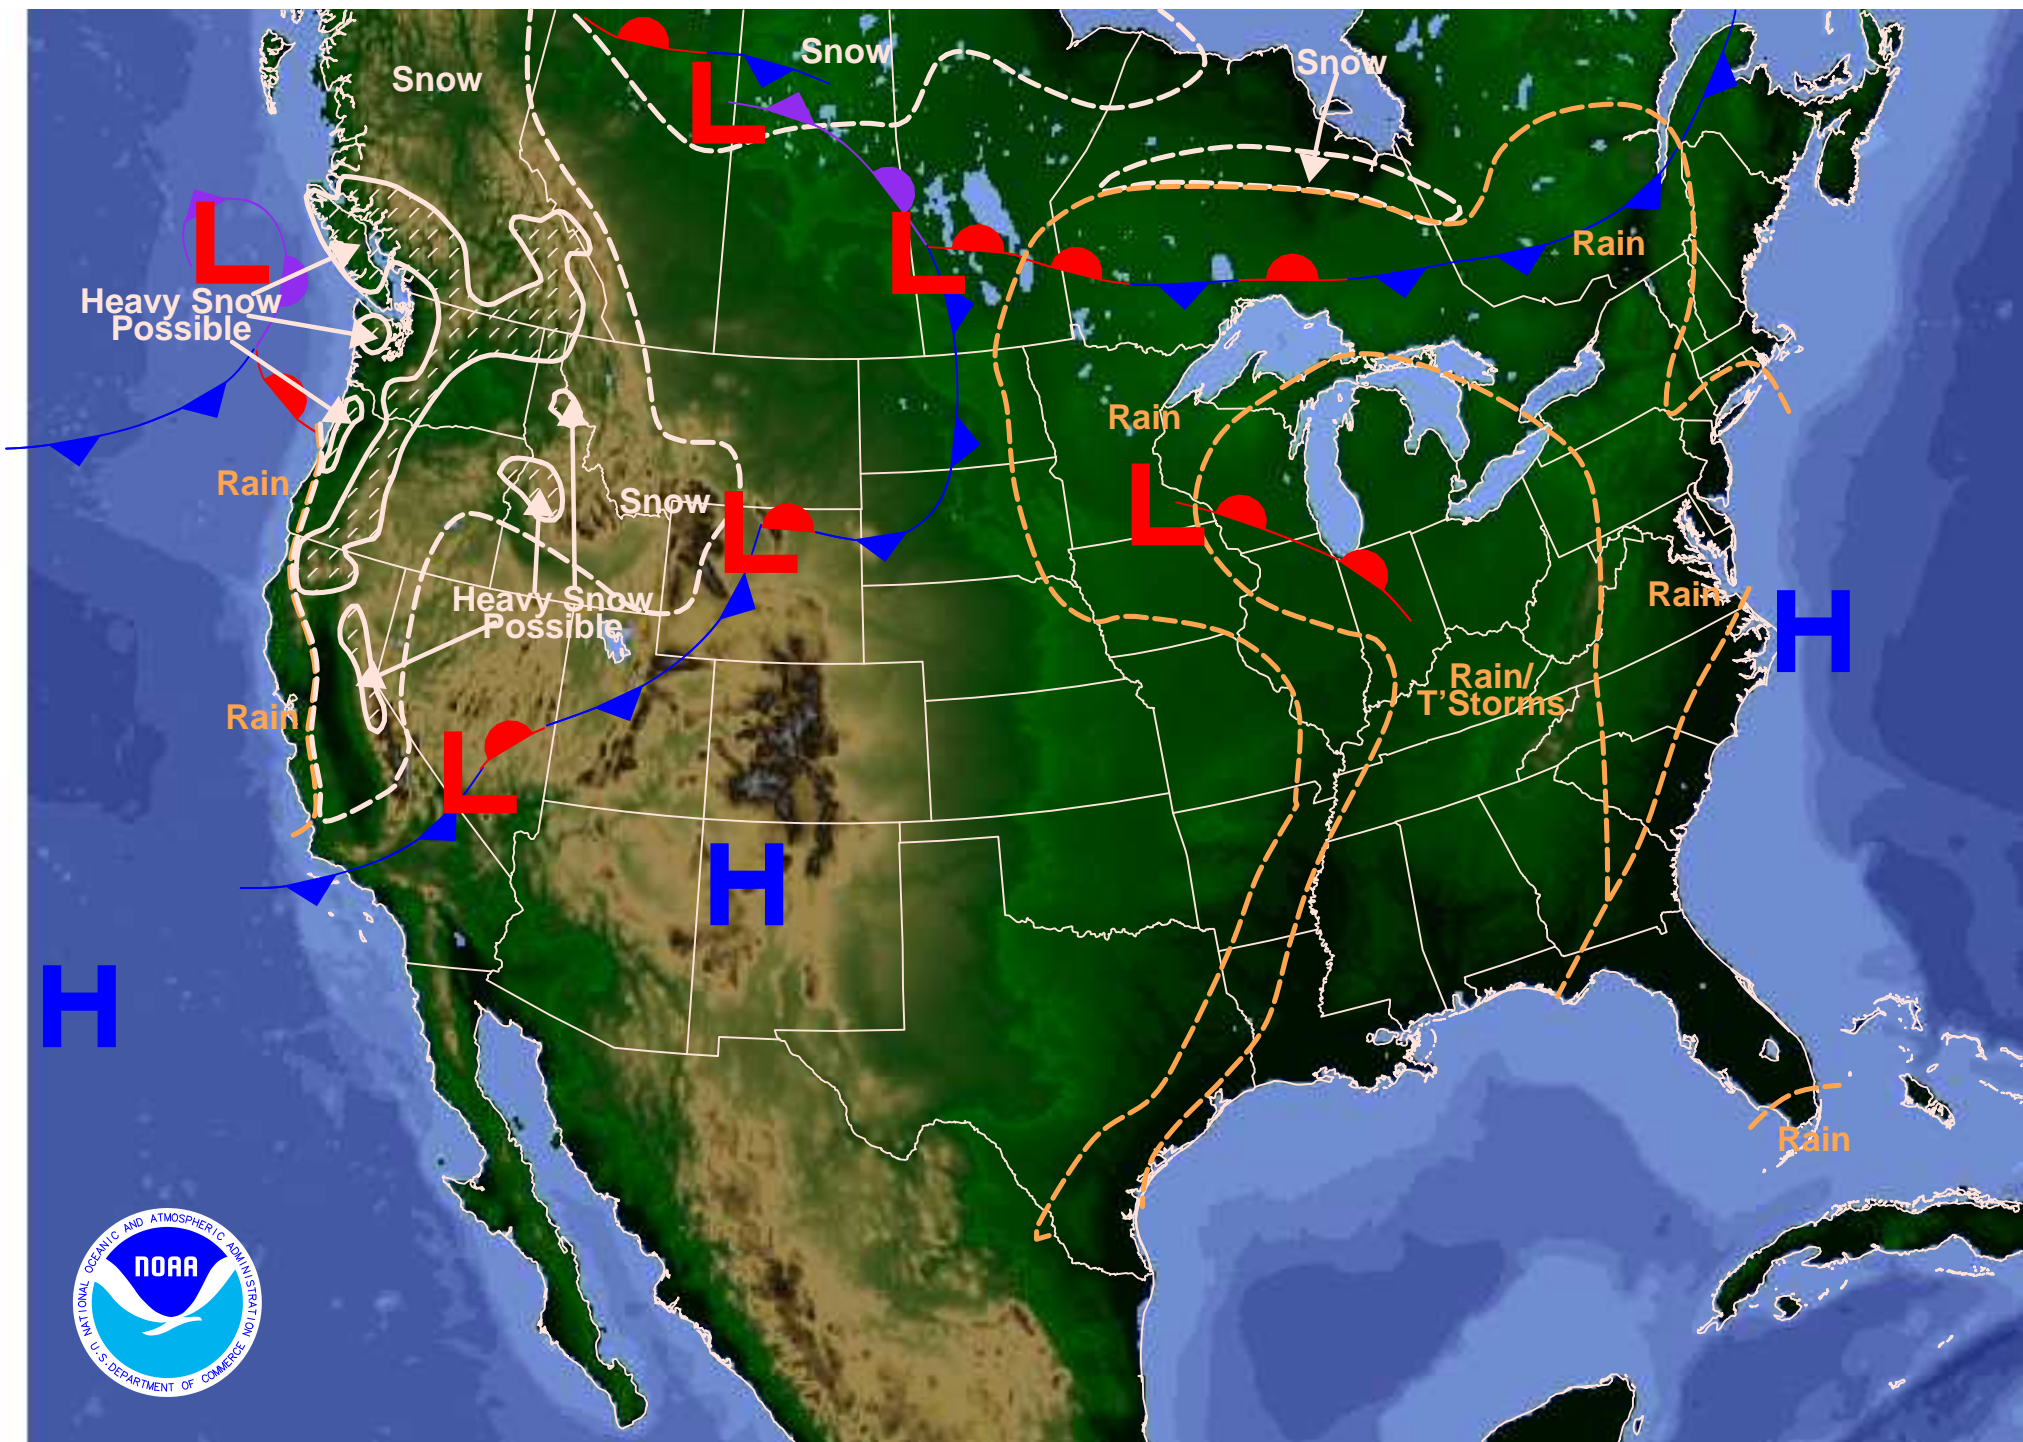 Snow
Snow
Snow
L
L
L
Rain
Heavy Snow
Possible
Rain
Rain
Snow
L
L
Heavy Snow
Possible
Rain
H
Rain/
T'Storms
Rain
L
H
H
Rain
NATIONAL OCEANIC AND ATMOSPHERIC ADMINISTRATION
NOAA
U.S. DEPARTMENT OF COMMERCE